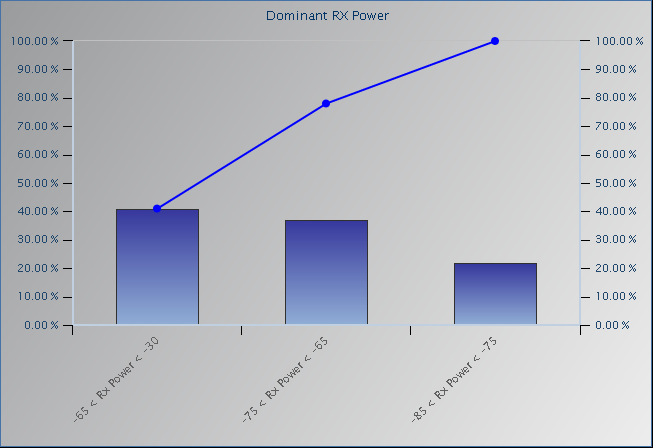 Dominant RX Power
100.00 % 100.00 %
90.00 % 90.00 %
80.00 % 80.00 %
70.00 % 70.00 %
60.00 % 60.00 %
50.00 % 50.00 %
40.00 % 40.00 %
30.00 % 30.00 %
20.00 % 20.00 %
10.00 % 10.00 %
0.00 % 0.00 %
-65 < Rx Power < -30
-75 < Rx Power < -65
-85 < Rx Power < -75